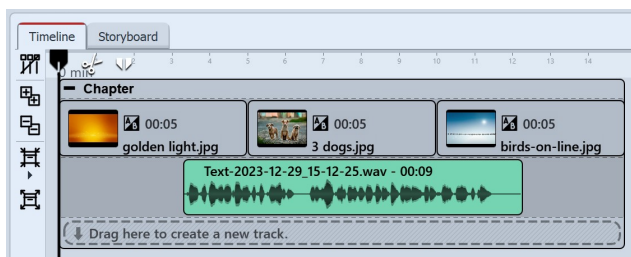 Timeline Storyboard
0 min 3 4 5 6 7 8 9 10 11 12 13 14
Chapter
00:05 00:05 00:05
golden light.jpg 3 dogs.jpg birds-on-line.jpg
Text-2023-12-29_15-12-25.wav - 00:09
Drag here to create a new track.